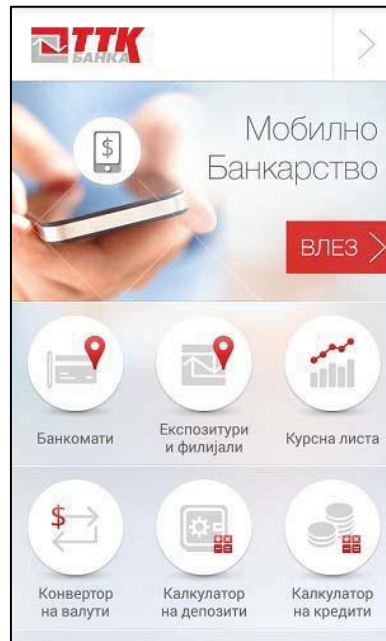 ТТК
БАНКА
Мобилно
Банкарство
ВЛЕЗ
$
Банкомати
Експозитури
и филијали
Курсна листа
$
Конвертор
на валути
Калкулатор
на депозити
Калкулатор
на кредити